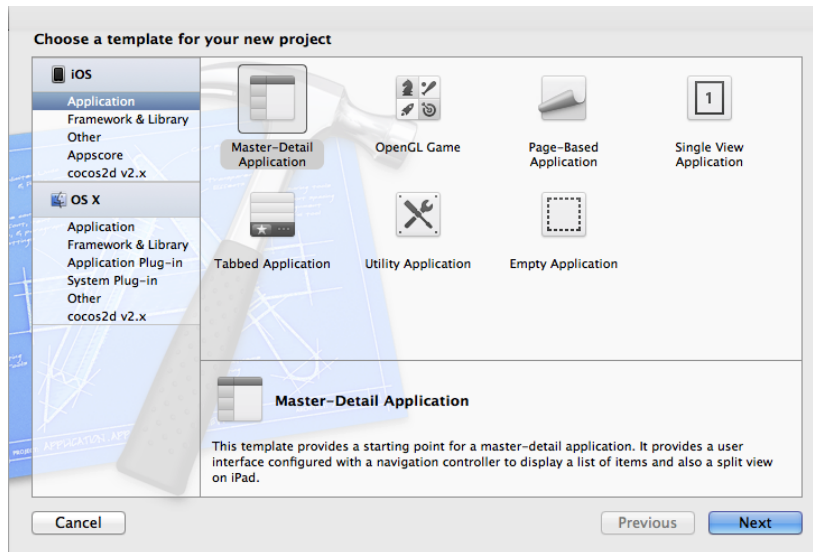 Choose a template for your new project
iOS
Application
Framework & Library
Other
Appscore
cocos2d v2.x
OS X
Application
Framework & Library
Application Plug-in
System Plug-in
Other
cocos2d v2.x
Master-Detail
Application
OpenGL Game
Page-Based
Application
1
Single View
Application
Tabbed Application
Utility Application
Empty Application
Master-Detail Application
This template provides a starting point for a master-detail application. It provides a user
interface configured with a navigation controller to display a list of items and also a split view
on iPad.
Cancel
Previous
Next